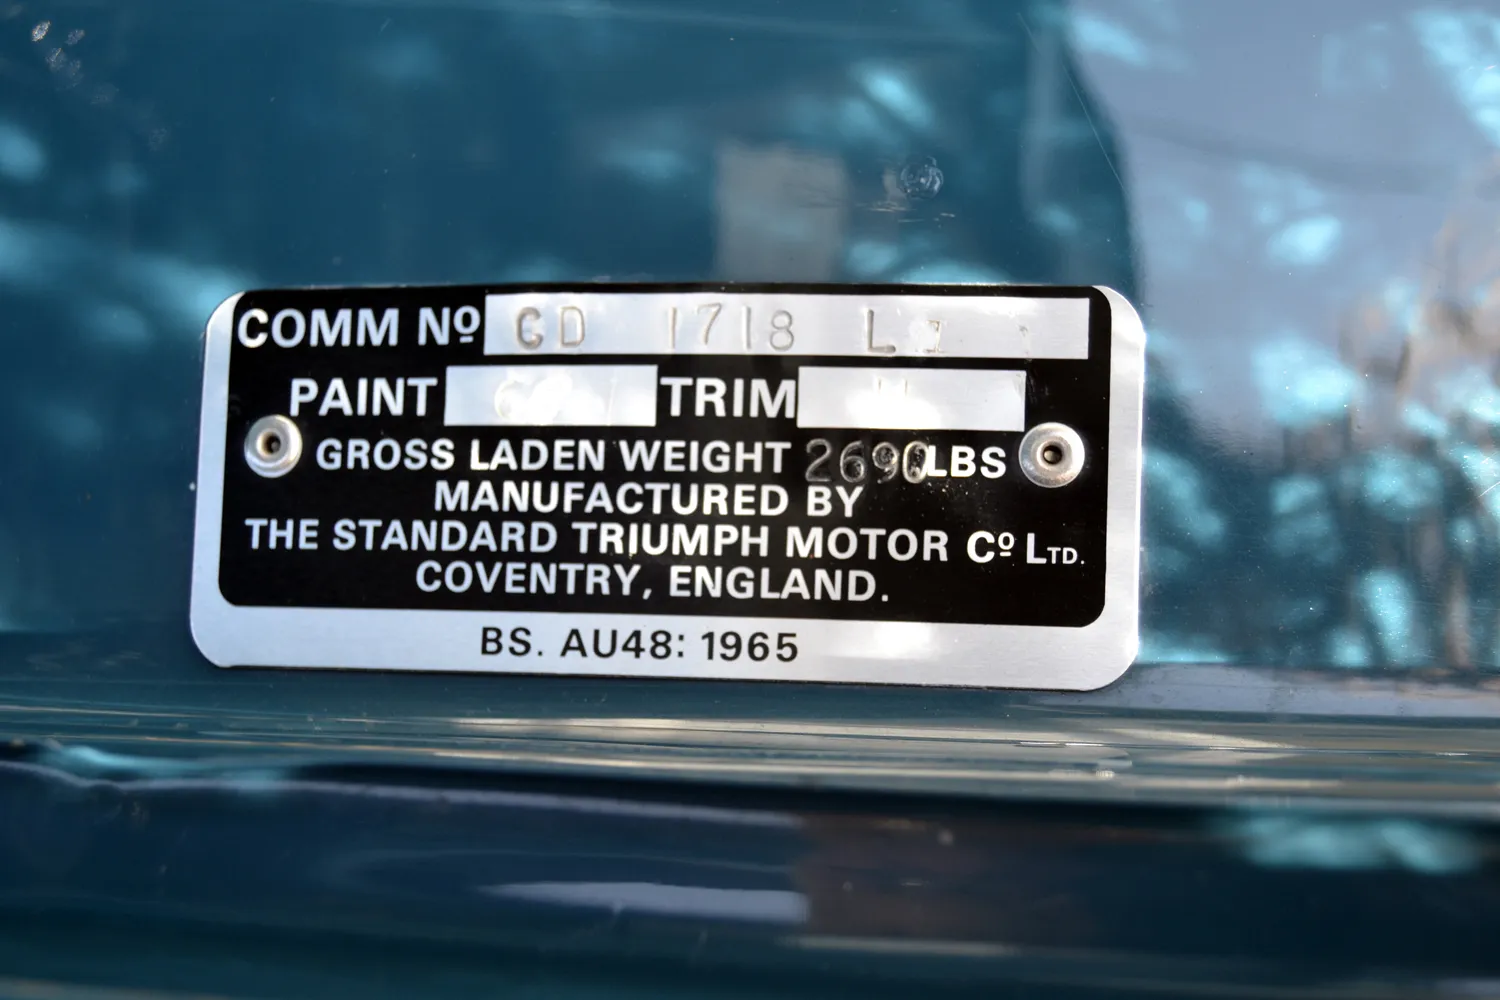 COMM Nº GD 1718 L
PAINT TRIM
GROSS LADEN WEIGHT 2690 LBS
MANUFACTURED BY
THE STANDARD TRIUMPH MOTOR Cº LTD.
COVENTRY, ENGLAND.
BS. AU48: 1965